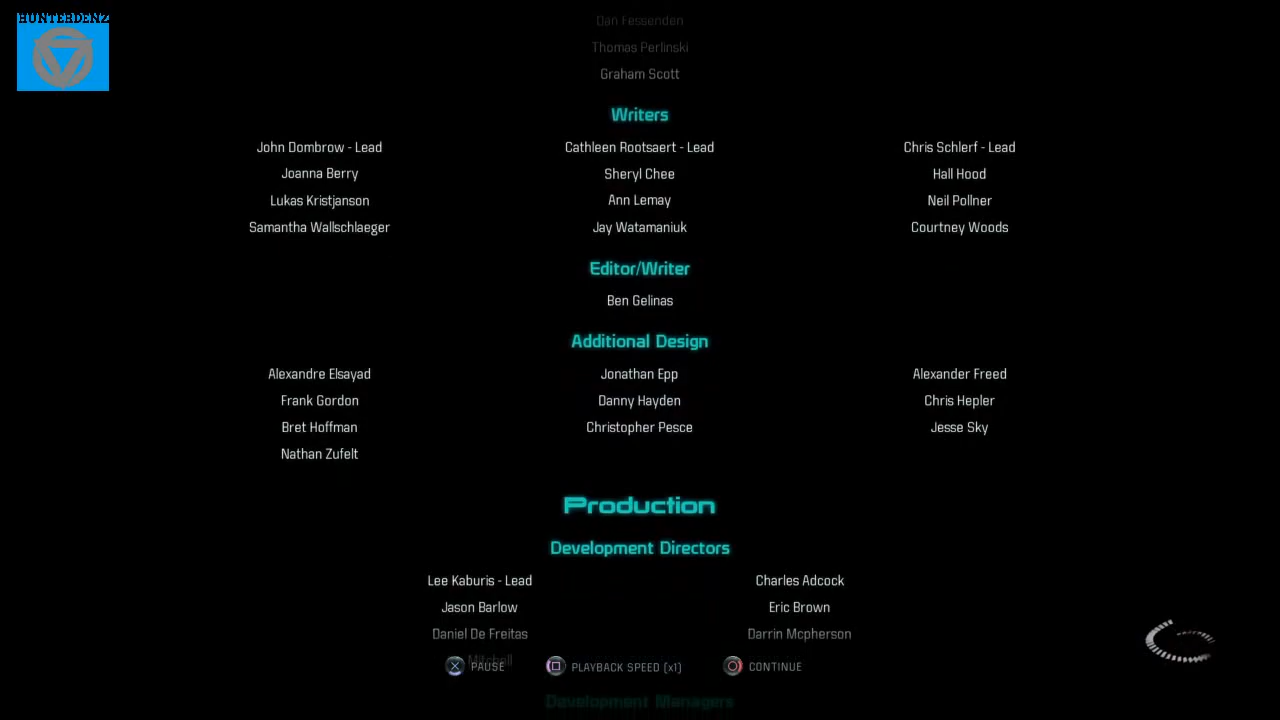 HUNTERDENZ
Dan Fessenden
Thomas Perlinski
Graham Scott
Writers
John Dombrow - Lead Cathleen Rootsaert - Lead Chris Schlerf - Lead
Joanna Berry Sheryl Chee Hall Hood
Lukas Kristjanson Ann Lemay Neil Pollner
Samantha Wallschlaeger Jay Watamaniuk Courtney Woods
Editor/Writer
Ben Gelinas
Additional Design
Alexandre Elsayad Jonathan Epp Alexander Freed
Frank Gordon Danny Hayden Chris Hepler
Bret Hoffman Christopher Pesce Jesse Sky
Nathan Zufelt
Production
Development Directors
Lee Kaburis - Lead Charles Adcock
Jason Barlow Eric Brown
Daniel De Freitas Darrin Mcpherson
Mitchell
PAUSE PLAYBACK SPEED (x1) CONTINUE
Development Managers